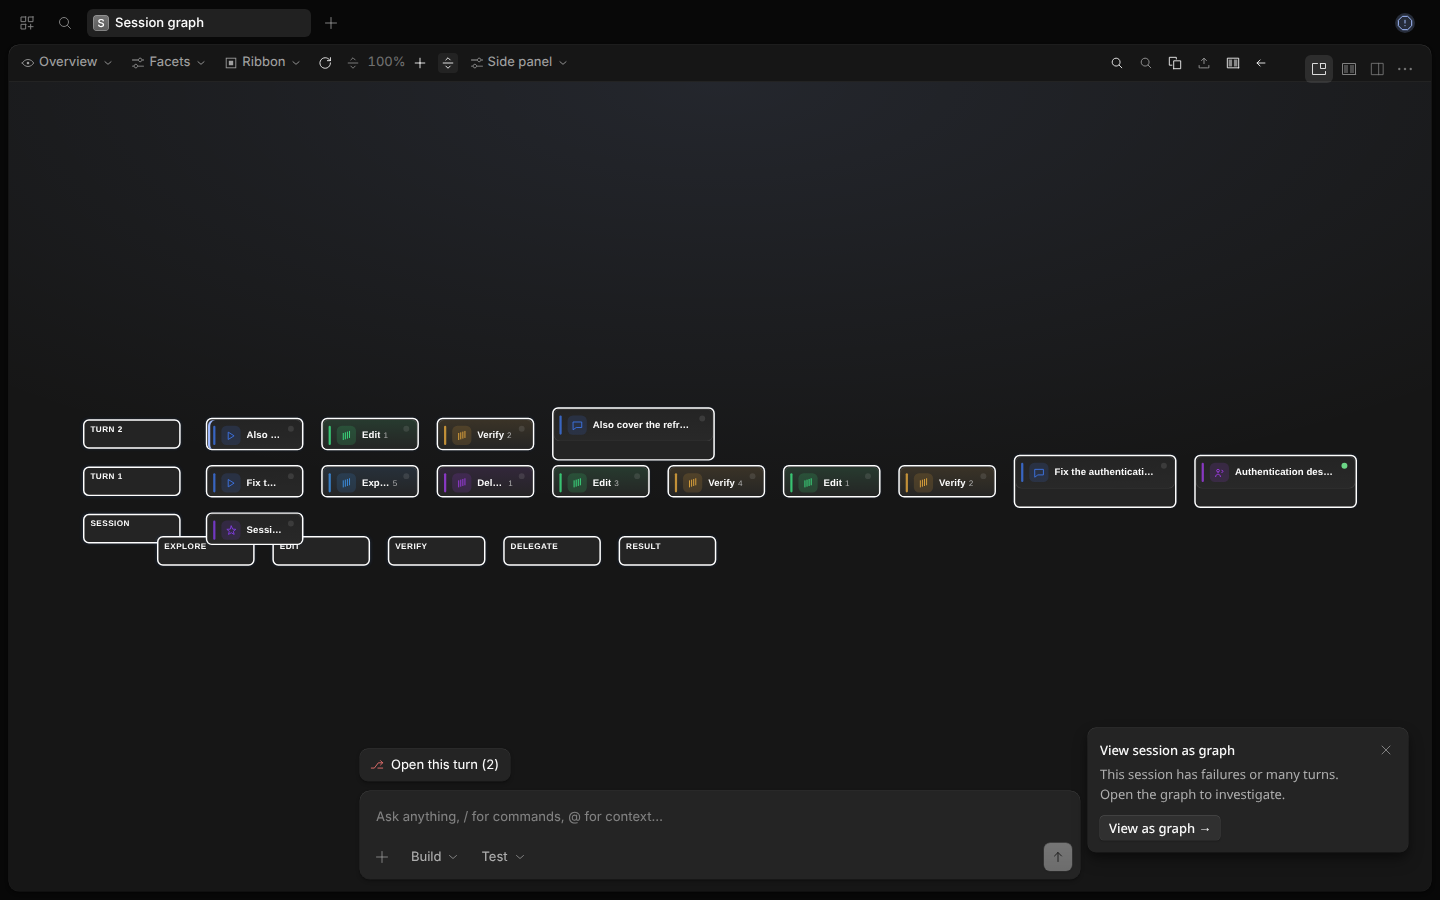 S Session graph
Overview Facets Ribbon 100% Side panel
TURN 2 Also ... Edit 1 Verify 2 Also cover the refr...
TURN 1 Fix t... Exp... 5 Del... 1 Edit 3 Verify 4 Edit 1 Verify 2 Fix the authenticati... Authentication des...
SESSION Sessi...
EXPLORE EDIT VERIFY DELEGATE RESULT
View session as graph
This session has failures or many turns.
Open the graph to investigate.
View as graph →
Open this turn (2)
Ask anything, / for commands, @ for context...
Build Test